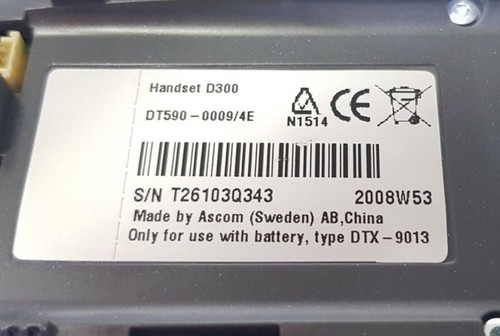 Handset D300
DT590-0009/4E
N1514
CE
S/N T26103Q343 2008W53
Made by Ascom (Sweden) AB,China
Only for use with battery, type DTX-9013